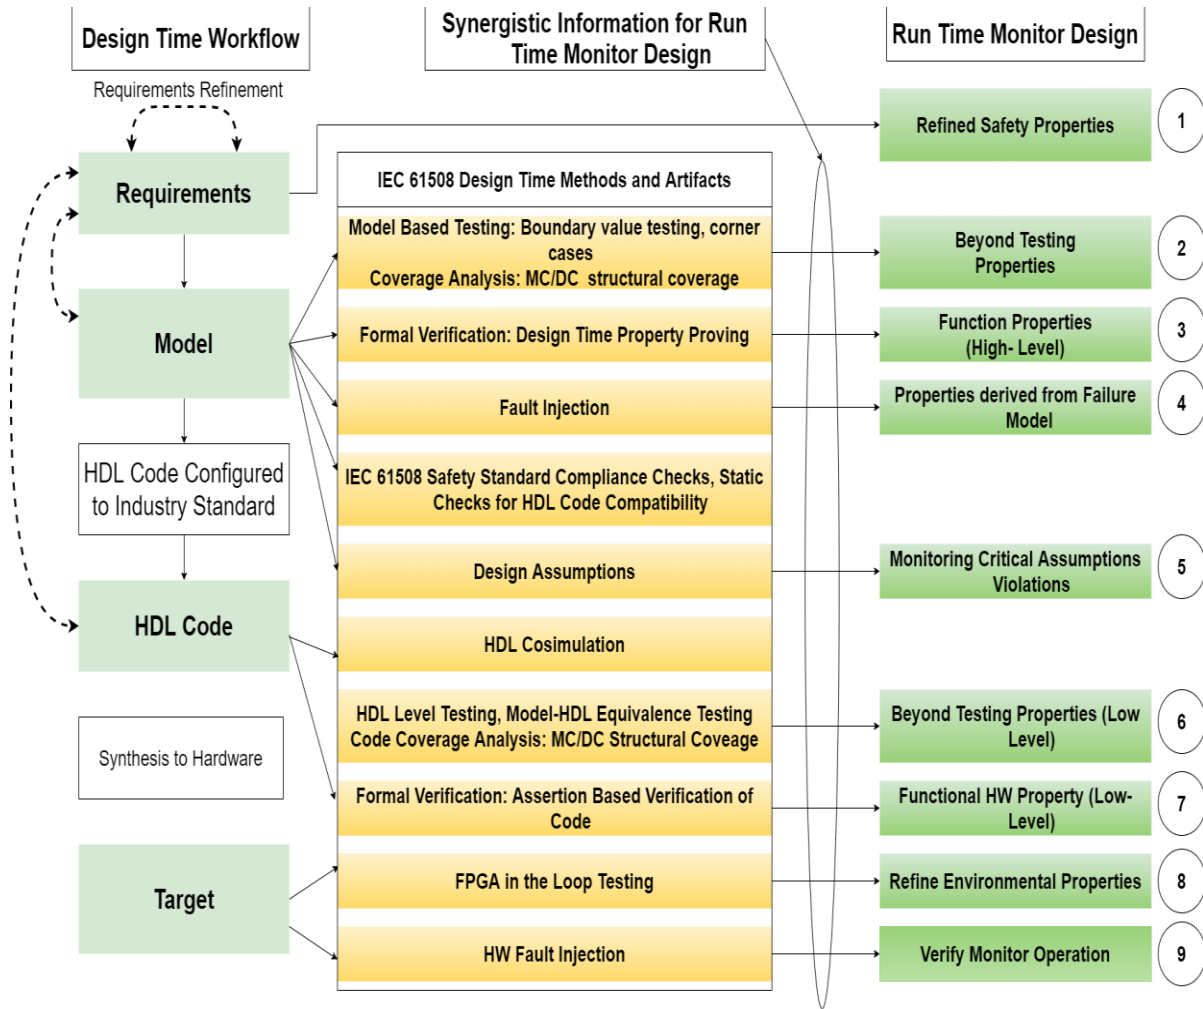 Design Time Workflow
Synergistic Information for Run
Time Monitor Design
Run Time Monitor Design
Requirements Refinement
Requirements
Model
HDL Code Configured
to Industry Standard
HDL Code
Synthesis to Hardware
Target
IEC 61508 Design Time Methods and Artifacts
Model Based Testing: Boundary value testing, corner
cases
Coverage Analysis: MC/DC structural coverage
Formal Verification: Design Time Property Proving
Fault Injection
IEC 61508 Safety Standard Compliance Checks, Static
Checks for HDL Code Compatibility
Design Assumptions
HDL Cosimulation
HDL Level Testing, Model-HDL Equivalence Testing
Code Coverage Analysis: MC/DC Structural Coveage
Formal Verification: Assertion Based Verification of
Code
FPGA in the Loop Testing
HW Fault Injection
Refined Safety Properties
1
Beyond Testing
Properties
2
Function Properties
(High- Level)
3
Properties derived from Failure
Model
4
Monitoring Critical Assumptions
Violations
5
Beyond Testing Properties (Low
Level)
6
Functional HW Property (Low-
Level)
7
Refine Environmental Properties
8
Verify Monitor Operation
9